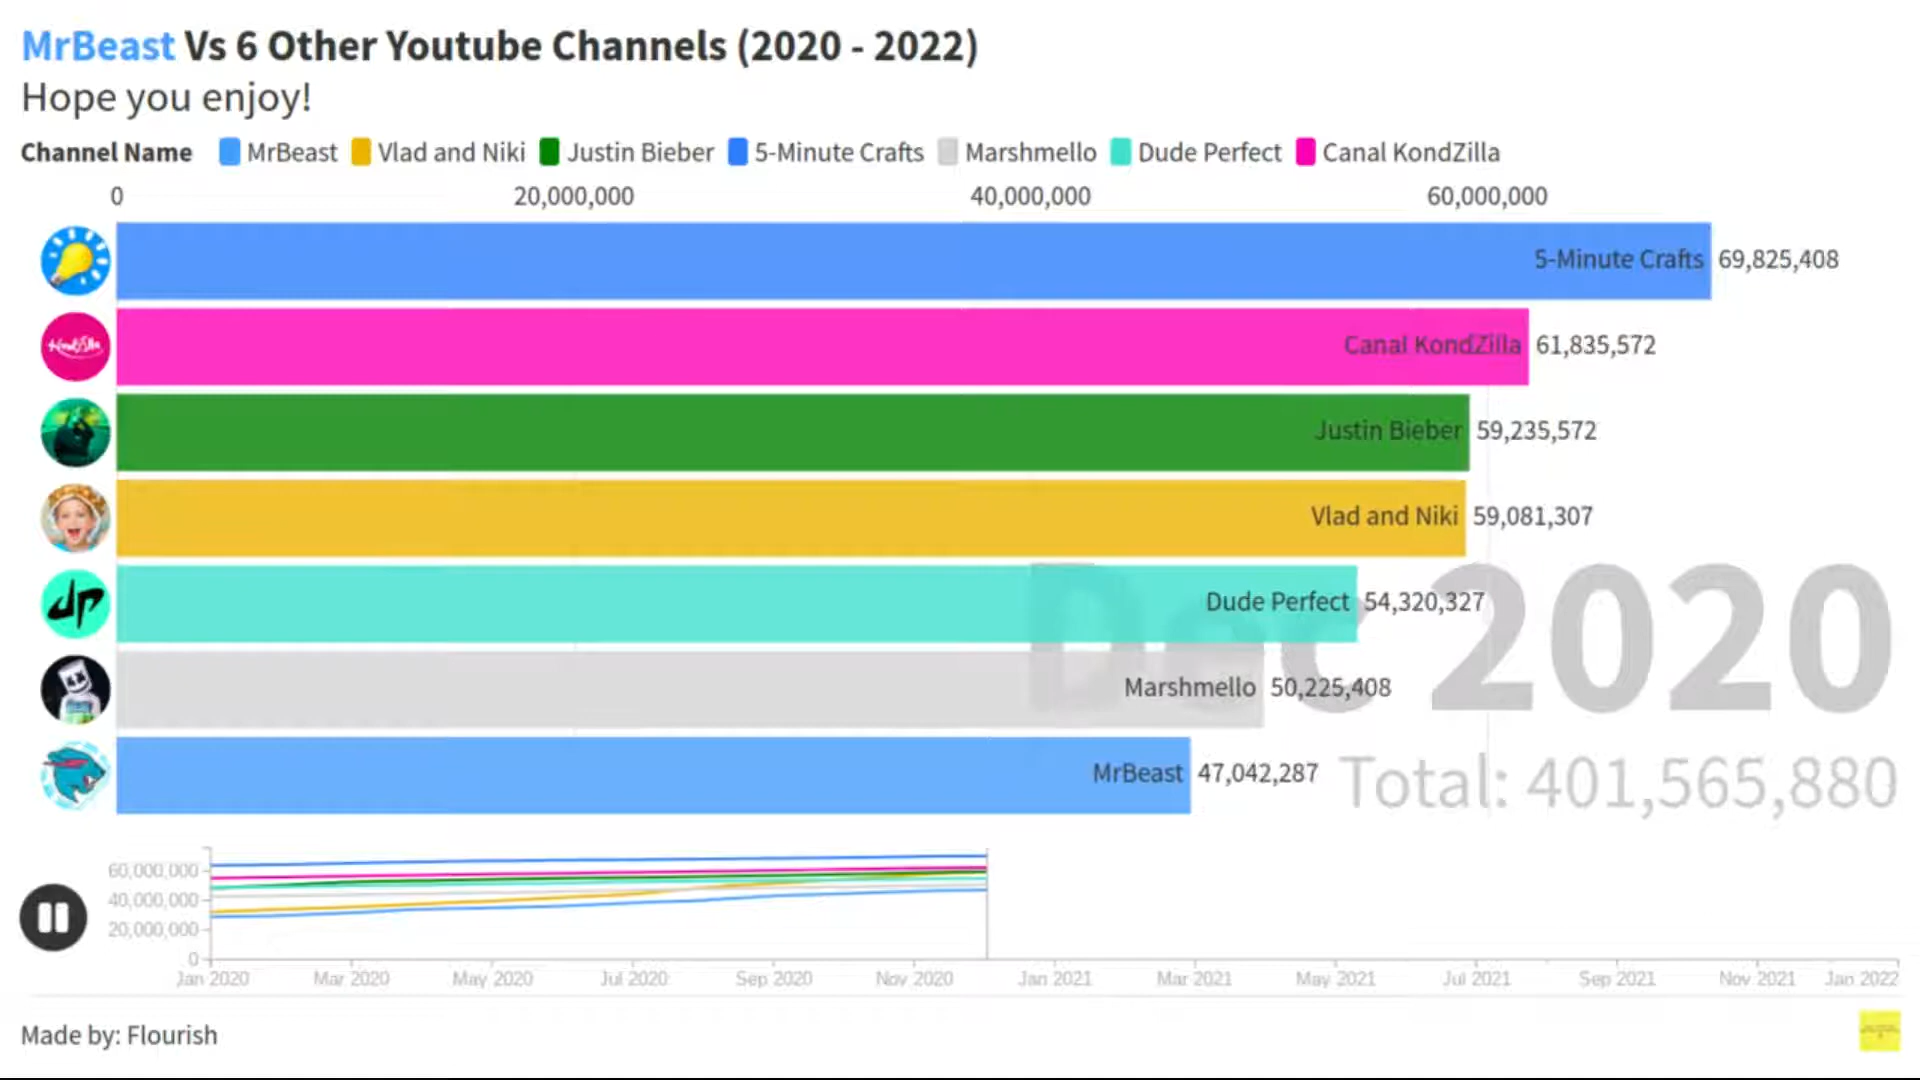 MrBeast Vs 6 Other Youtube Channels (2020 - 2022)
Hope you enjoy!
Channel Name MrBeast Vlad and Niki Justin Bieber 5-Minute Crafts Marshmello Dude Perfect Canal KondZilla
0 20,000,000 40,000,000 60,000,000
5-Minute Crafts 69,825,408
KondZilla
Canal KondZilla 61,835,572
Justin Bieber 59,235,572
Vlad and Niki 59,081,307
dp
Dude Perfect 54,320,327
Dec 2020
Marshmello 50,225,408
MrBeast 47,042,287
Total: 401,565,880
60,000,000
40,000,000
20,000,000
0
Jan 2020 Mar 2020 May 2020 Jul 2020 Sep 2020 Nov 2020 Jan 2021 Mar 2021 May 2021 Jul 2021 Sep 2021 Nov 2021 Jan 2022
Made by: Flourish